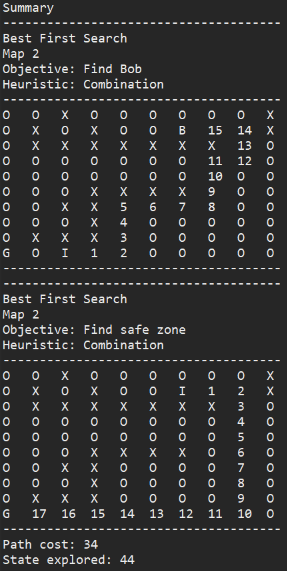 Summary
----------------------------------------
Best First Search
Map 2
Objective: Find Bob
Heuristic: Combination
----------------------------------------
O O X O O O O O O X
O X O X O O B 15 14 X
O X X X X X X X 13 O
O O O O O O O 11 12 O
O O O O O O O 10 O O
O O O X X X X 9 O O
O O X X 5 6 7 8 O O
O O O X 4 O O O O O
O X X X 3 O O O O O
G O I 1 2 O O O O O
----------------------------------------
----------------------------------------
Best First Search
Map 2
Objective: Find safe zone
Heuristic: Combination
----------------------------------------
O O X O O O O O O X
O X O X O O I 1 2 X
O X X X X X X X 3 O
O O O O O O O O 4 O
O O O O O O O O 5 O
O O O X X X X O 6 O
O O X X O O O O 7 O
O O O X O O O O 8 O
O X X X O O O O 9 O
G 17 16 15 14 13 12 11 10 O
----------------------------------------
Path cost: 34
State explored: 44